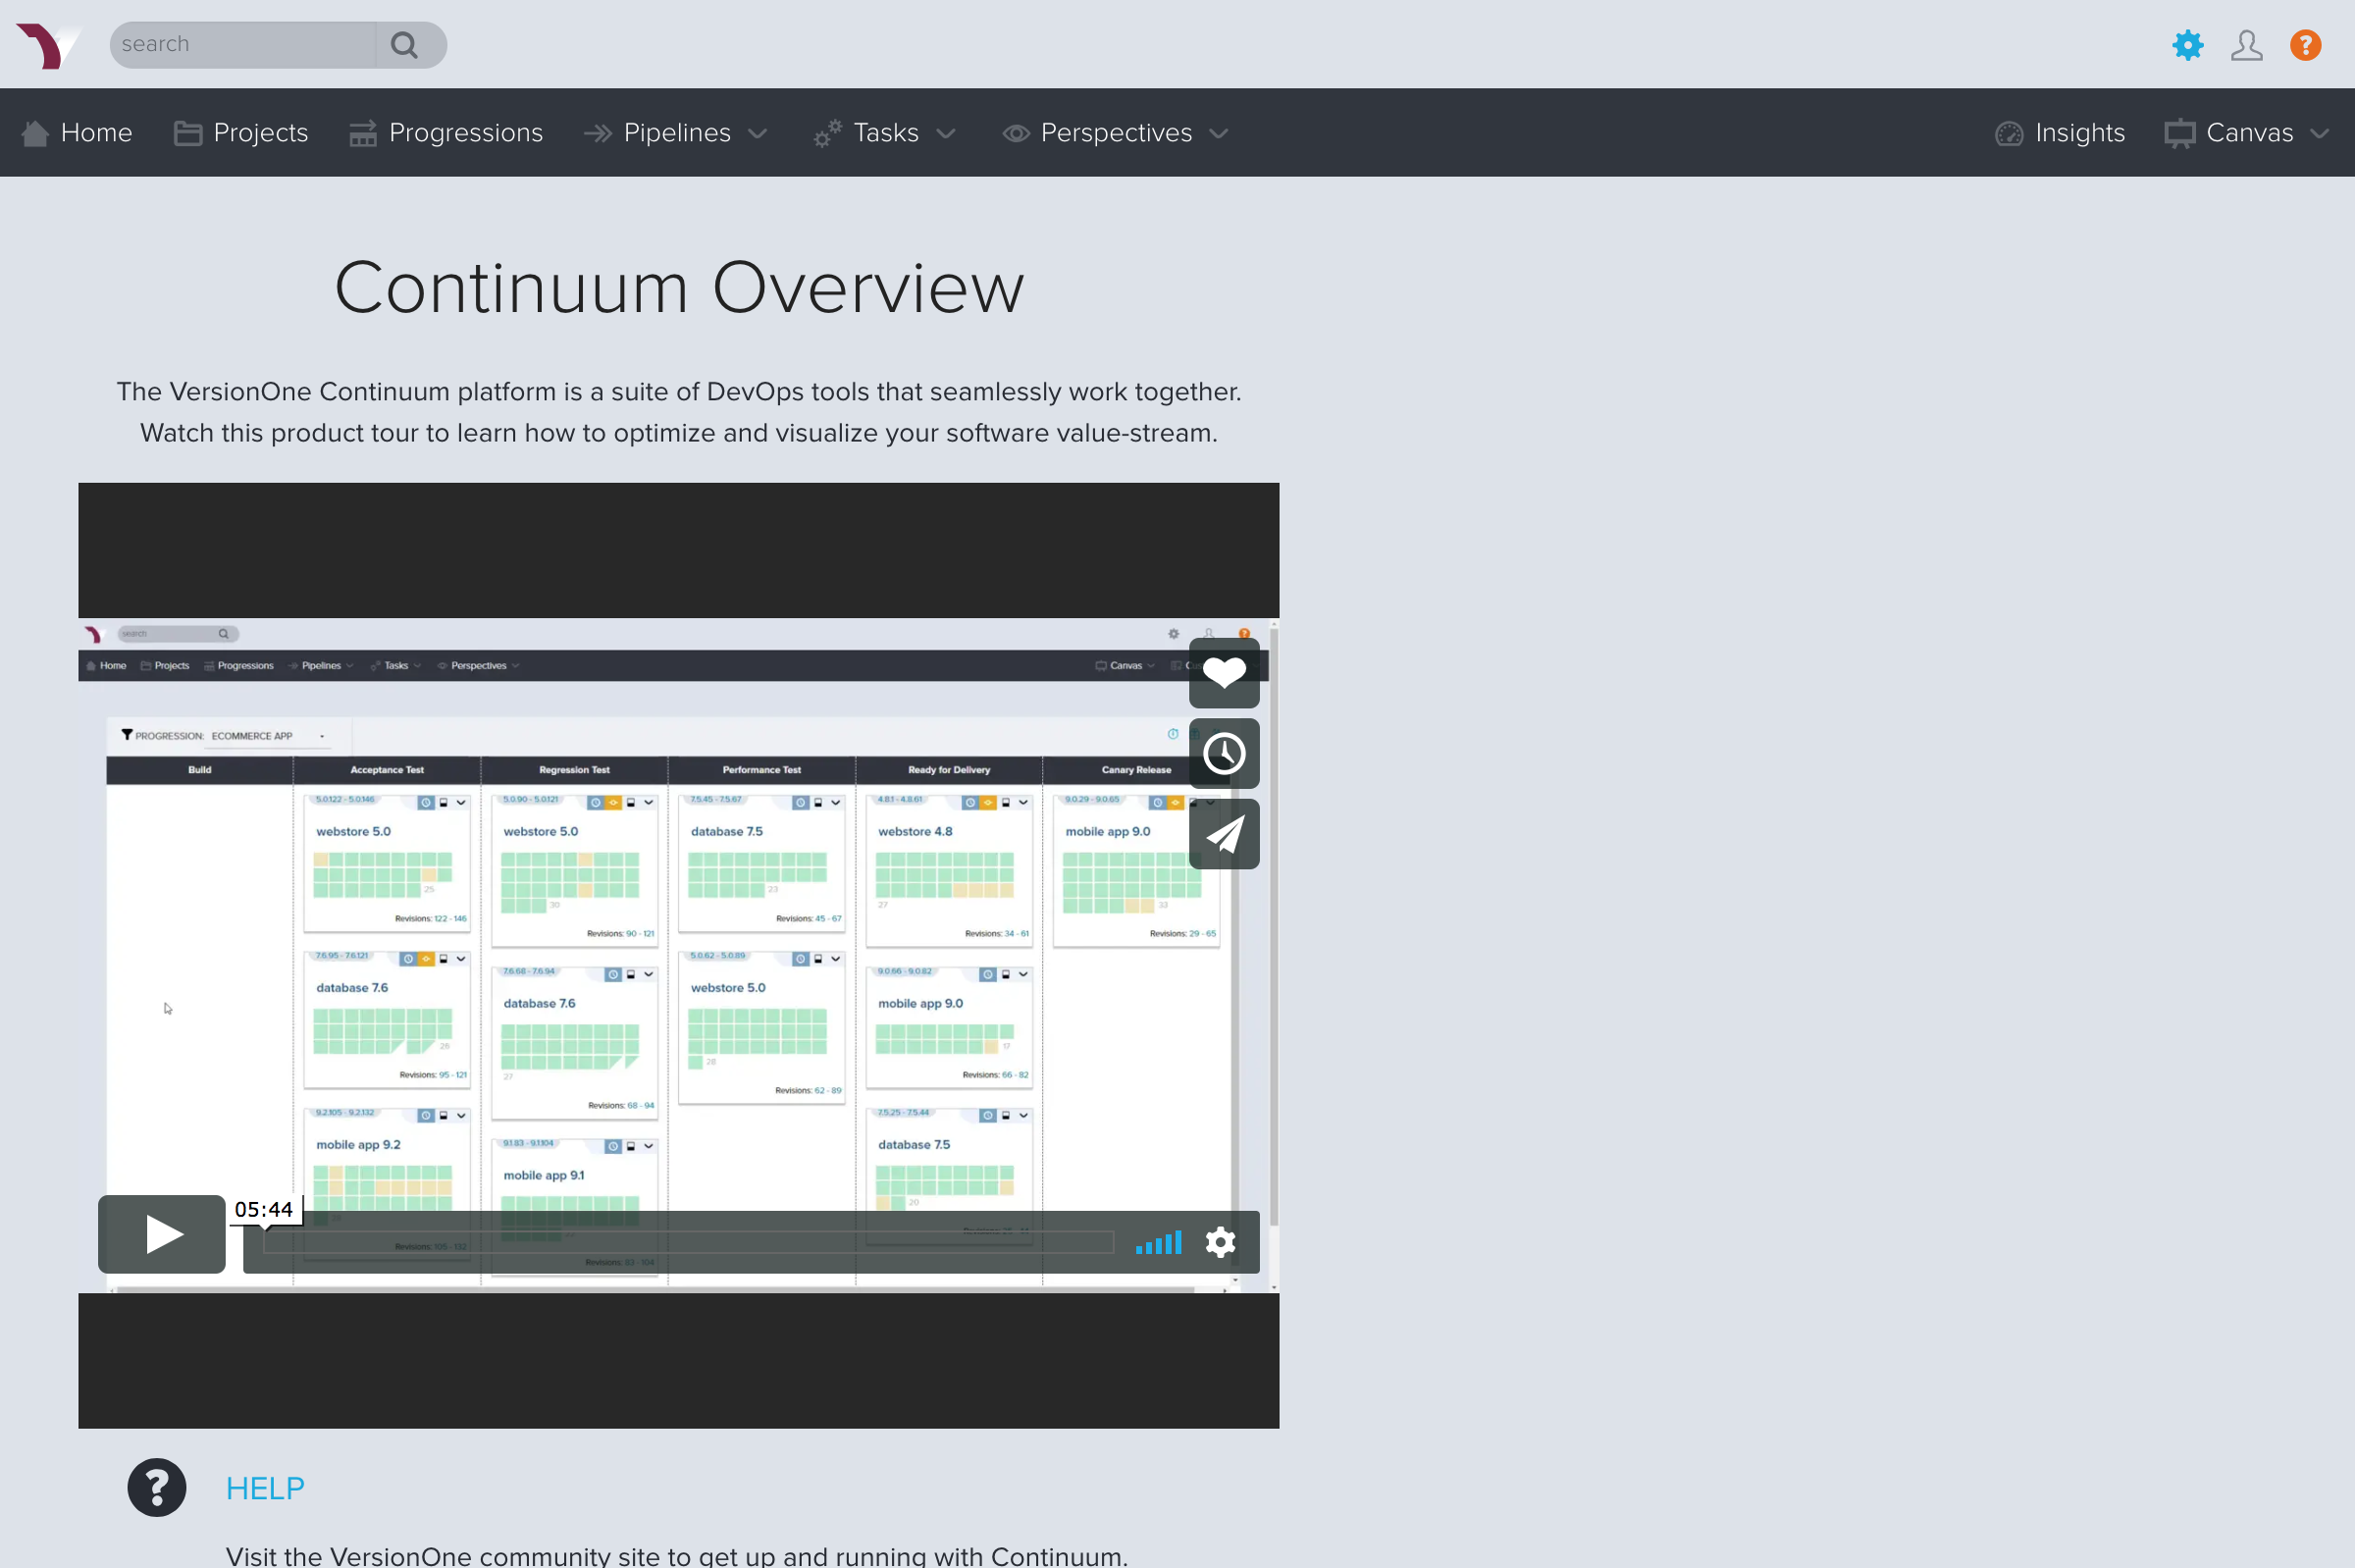 search
Home Projects Progressions Pipelines Tasks Perspectives Insights Canvas
Continuum Overview
The VersionOne Continuum platform is a suite of DevOps tools that seamlessly work together.
Watch this product tour to learn how to optimize and visualize your software value-stream.
search
Home Projects Progressions Pipelines Tasks Perspectives Canvas
PROGRESSION: ECOMMERCE APP
Build Acceptance Test Regression Test Performance Test Ready for Delivery Canary Release
5.0.122 - 5.0.146
webstore 5.0
25
Revisions: 122 - 146
7.6.95 - 7.6.121
database 7.6
26
Revisions: 95 - 121
9.2.105 - 9.2.132
mobile app 9.2
Revisions: 105 - 132
5.0.90 - 5.0.121
webstore 5.0
30
Revisions: 90 - 121
7.6.68 - 7.6.94
database 7.6
27
Revisions: 68 - 94
9.1.83 - 9.1.104
mobile app 9.1
Revisions: 83 - 104
7.5.45 - 7.5.67
database 7.5
23
Revisions: 45 - 67
5.0.62 - 5.0.89
webstore 5.0
28
Revisions: 62 - 89
4.8.1 - 4.8.61
webstore 4.8
27
Revisions: 34 - 61
9.0.66 - 9.0.82
mobile app 9.0
17
Revisions: 66 - 82
7.5.25 - 7.5.44
database 7.5
20
9.0.29 - 9.0.65
mobile app 9.0
33
Revisions: 29 - 65
05:44
HELP
Visit the VersionOne community site to get up and running with Continuum.